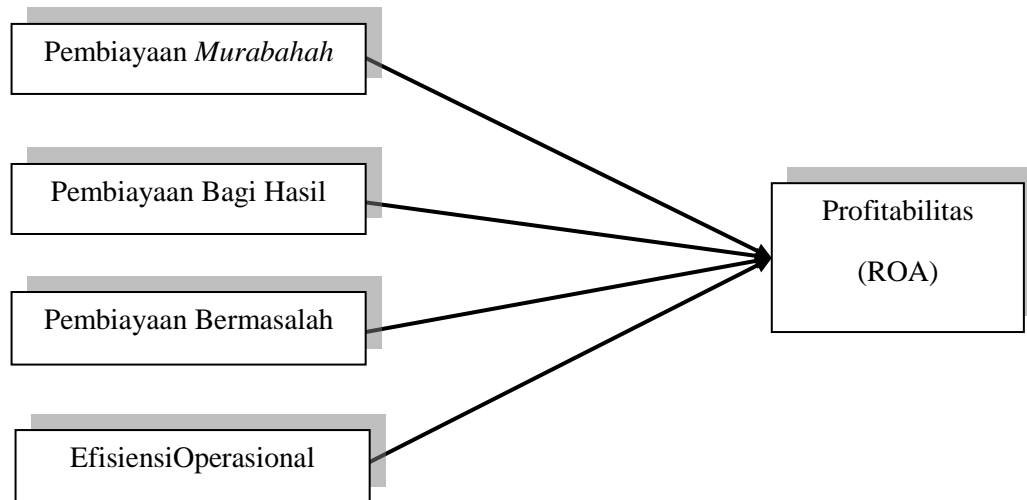 Pembiayaan Murabahah
Pembiayaan Bagi Hasil
Pembiayaan Bermasalah
EfisiensiOperasional
Profitabilitas
(ROA)